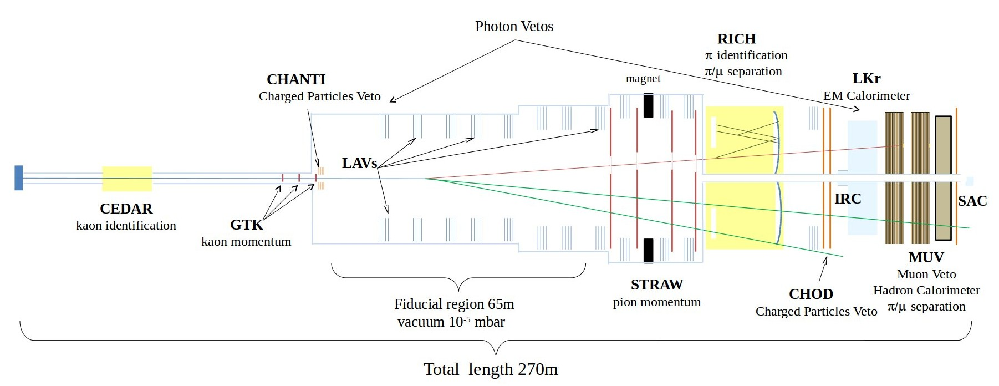 Photon Vetos
RICH
π identification
π/μ separation
CHANTI
Charged Particles Veto
magnet
LKr
EM Calorimeter
LAVs
CEDAR
kaon identification
GTK
kaon momentum
IRC
SAC
STRAW
pion momentum
CHOD
Charged Particles Veto
MUV
Muon Veto
Hadron Calorimeter
π/μ separation
Fiducial region 65m
vacuum 10⁻⁵ mbar
Total length 270m